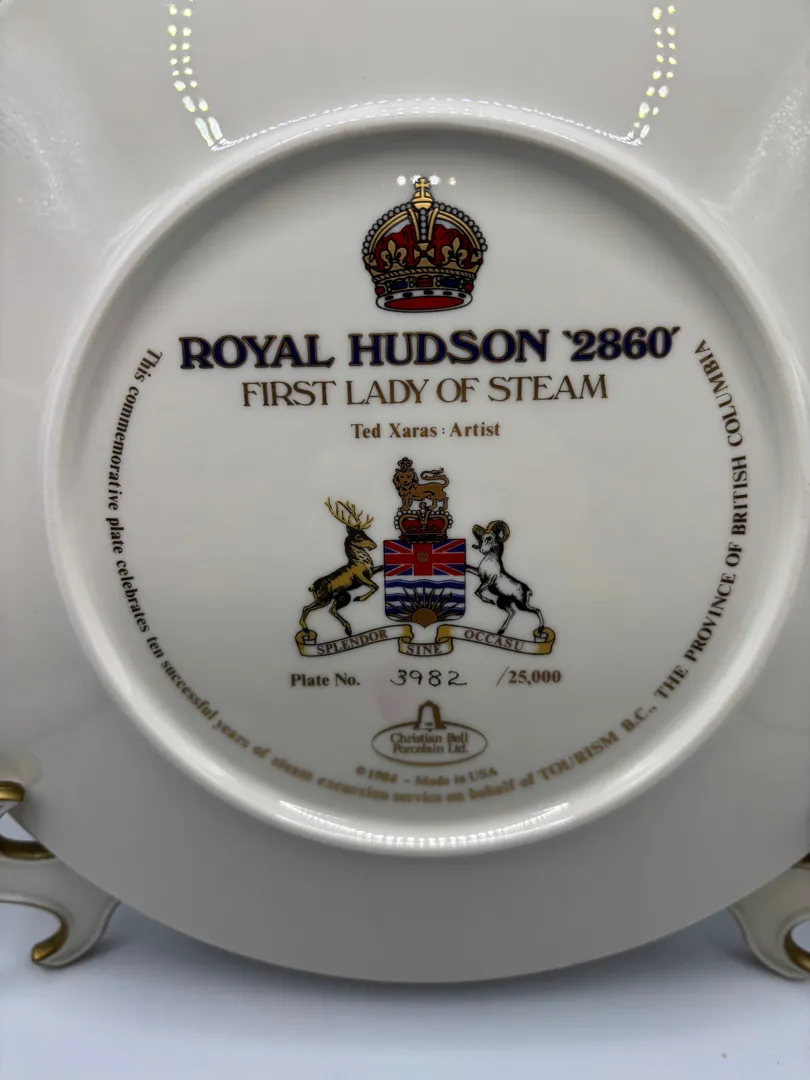 ROYAL HUDSON '2860'
FIRST LADY OF STEAM
Ted Xaras : Artist
SPLENDOR SINE OCCASU
Plate No. 3982 /25,000
Christian Bell
Porcelain Ltd.
©1984 - Made in USA
This commemorative plate celebrates ten successful years of steam excursion service on behalf of TOURISM B.C., THE PROVINCE OF BRITISH COLUMBIA